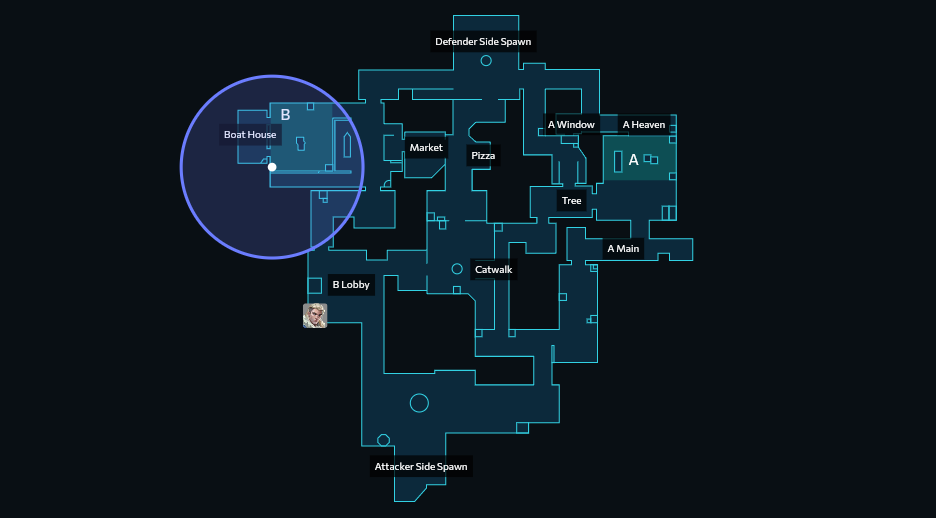 Defender Side Spawn
B
A Window
A Heaven
Boat House
Market
Pizza
A
Tree
A Main
Catwalk
B Lobby
Attacker Side Spawn